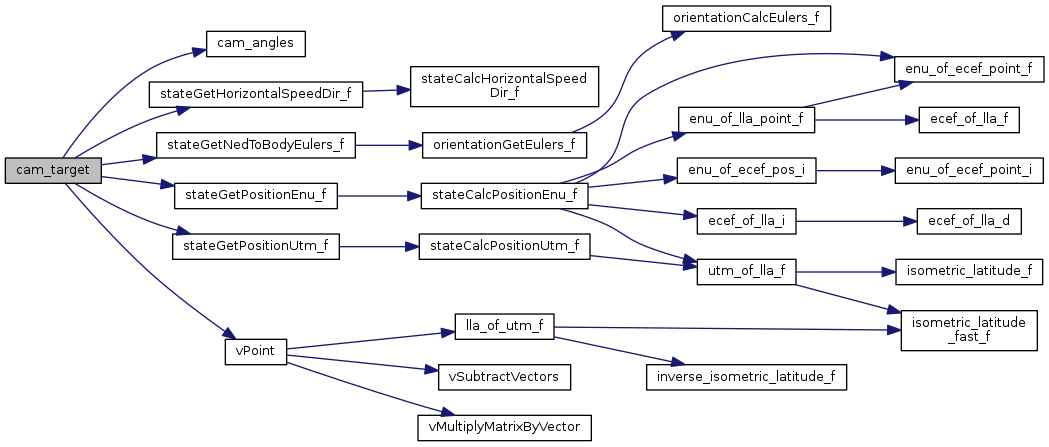 cam_target
cam_angles
stateGetHorizontalSpeedDir_f
stateGetNedToBodyEulers_f
stateGetPositionEnu_f
stateGetPositionUtm_f
vPoint
stateCalcHorizontalSpeed
Dir_f
orientationGetEulers_f
stateCalcPositionEnu_f
stateCalcPositionUtm_f
lla_of_utm_f
vSubtractVectors
vMultiplyMatrixByVector
orientationCalcEulers_f
enu_of_lla_point_f
enu_of_ecef_pos_i
ecef_of_lla_i
utm_of_lla_f
inverse_isometric_latitude_f
enu_of_ecef_point_f
ecef_of_lla_f
enu_of_ecef_point_i
ecef_of_lla_d
isometric_latitude_f
isometric_latitude
_fast_f